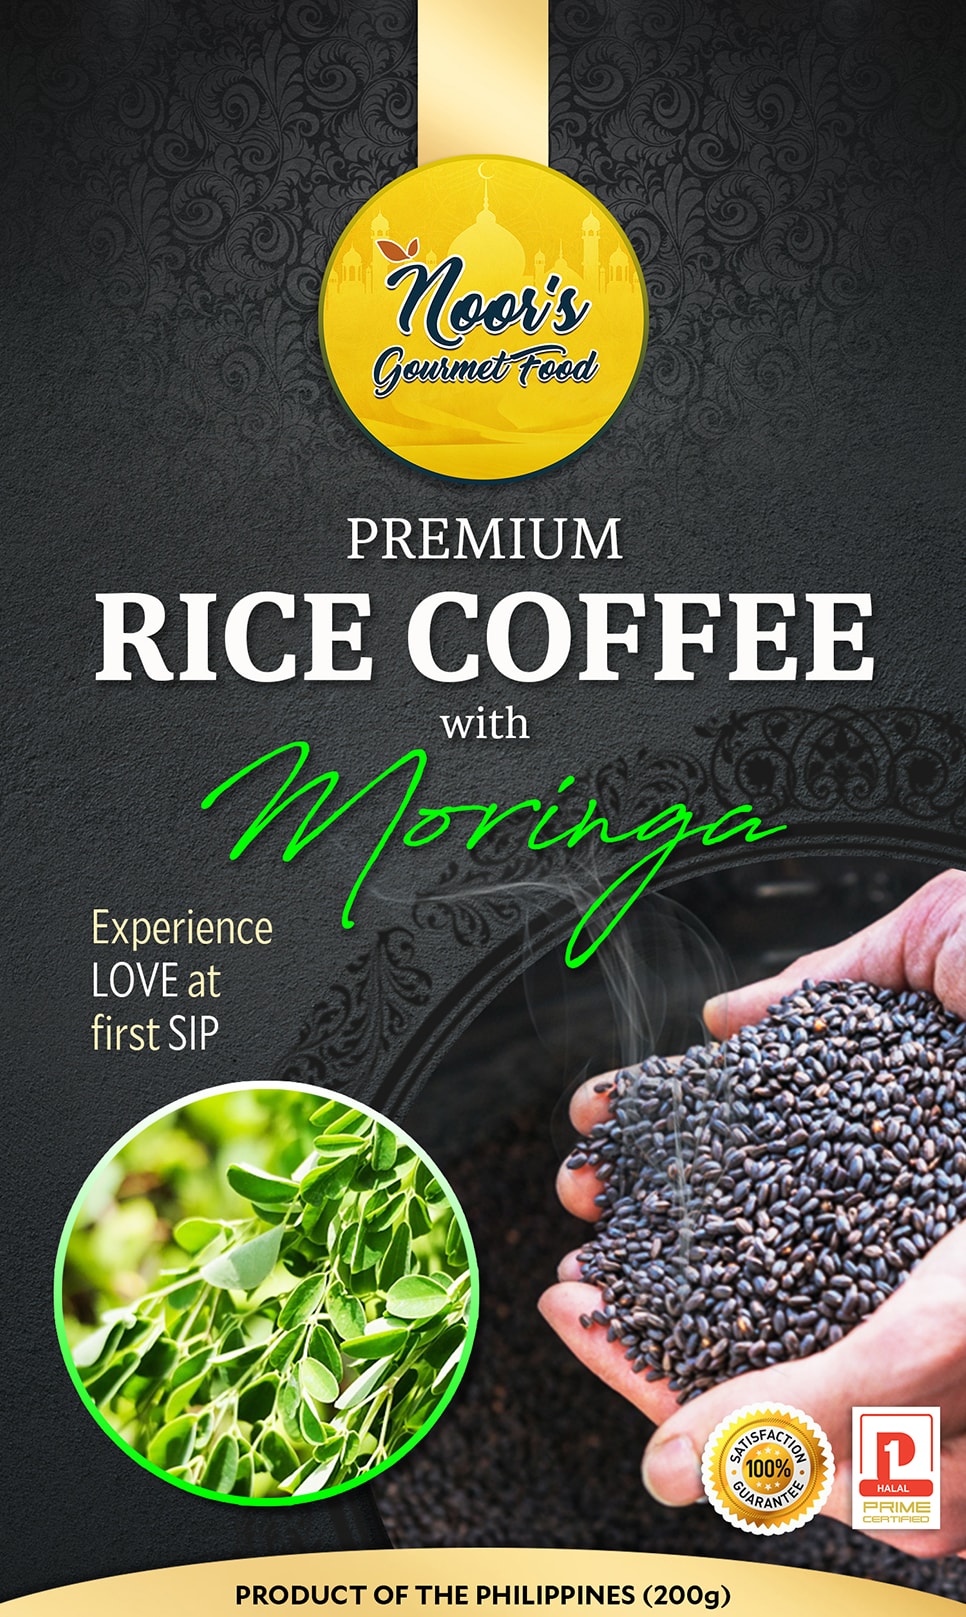 Noor's
Gourmet Food
PREMIUM
RICE COFFEE
with
Moringa
Experience
LOVE at
first SIP
SATISFACTION
100%
GUARANTEE
P1
HALAL
PRIME
CERTIFIED
PRODUCT OF THE PHILIPPINES (200g)